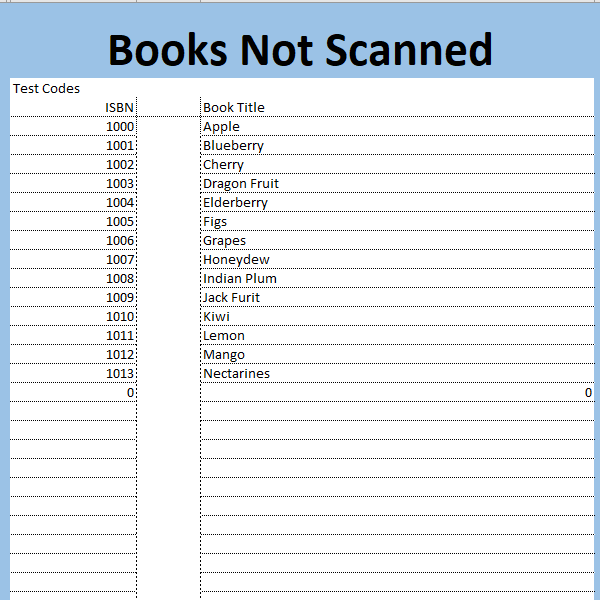 Books Not Scanned
Test Codes
ISBN Book Title
1000 Apple
1001 Blueberry
1002 Cherry
1003 Dragon Fruit
1004 Elderberry
1005 Figs
1006 Grapes
1007 Honeydew
1008 Indian Plum
1009 Jack Furit
1010 Kiwi
1011 Lemon
1012 Mango
1013 Nectarines
0 0